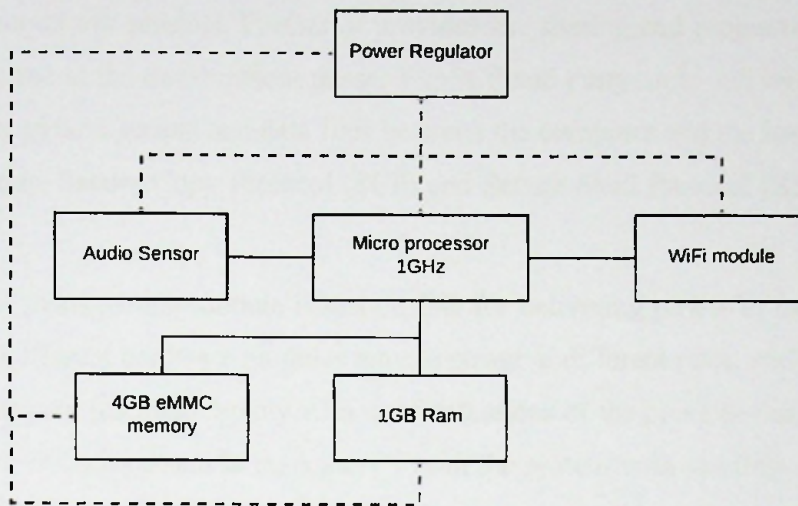 Power Regulator
Audio Sensor
Micro processor
1GHz
WiFi module
4GB eMMC
memory
1GB Ram